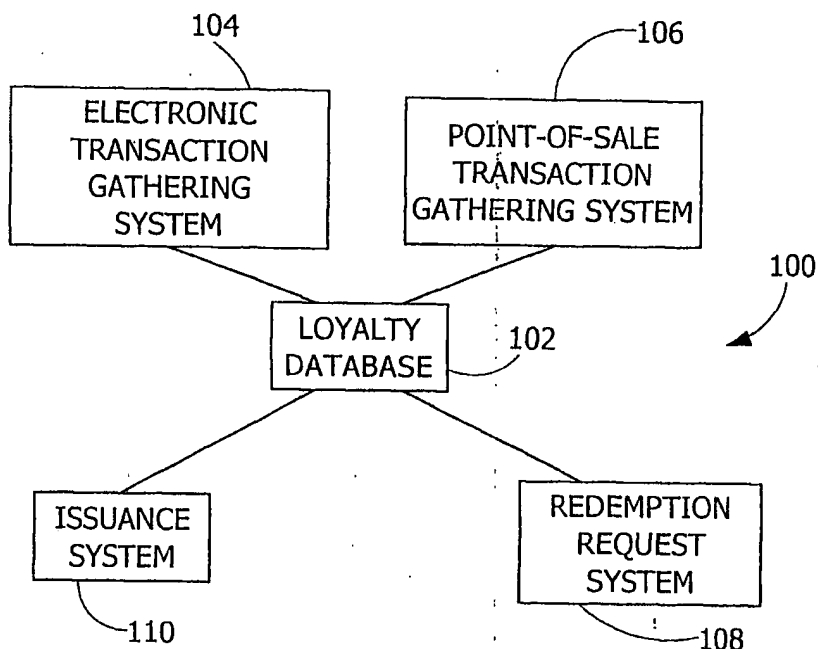 104
106
ELECTRONIC
TRANSACTION
GATHERING
SYSTEM
POINT-OF-SALE
TRANSACTION
GATHERING SYSTEM
100
LOYALTY
DATABASE
102
ISSUANCE
SYSTEM
REDEMPTION
REQUEST
SYSTEM
110
108